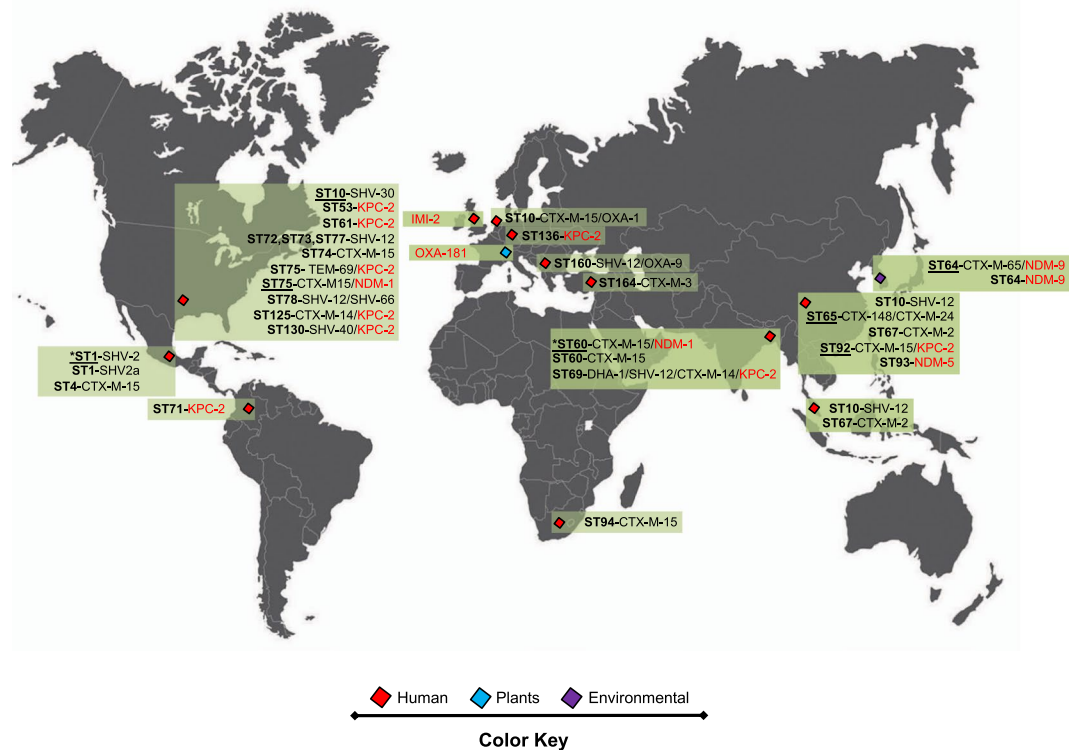 ST10-SHV-30
ST53-KPC-2
ST61-KPC-2
ST72,ST73,ST77-SHV-12
ST74-CTX-M-15
ST75- TEM-69/KPC-2
ST75-CTX-M15/NDM-1
ST78-SHV-12/SHV-66
ST125-CTX-M-14/KPC-2
ST130-SHV-40/KPC-2
*ST1-SHV-2
ST1-SHV2a
ST4-CTX-M-15
ST71-KPC-2
IMI-2
ST10-CTX-M-15/OXA-1
ST136-KPC-2
OXA-181
ST160-SHV-12/OXA-9
ST164-CTX-M-3
*ST60-CTX-M-15/NDM-1
ST60-CTX-M-15
ST69-DHA-1/SHV-12/CTX-M-14/KPC-2
ST94-CTX-M-15
ST64-CTX-M-65/NDM-9
ST64-NDM-9
ST10-SHV-12
ST65-CTX-148/CTX-M-24
ST67-CTX-M-2
ST92-CTX-M-15/KPC-2
ST93-NDM-5
ST10-SHV-12
ST67-CTX-M-2
Human Plants Environmental
Color Key